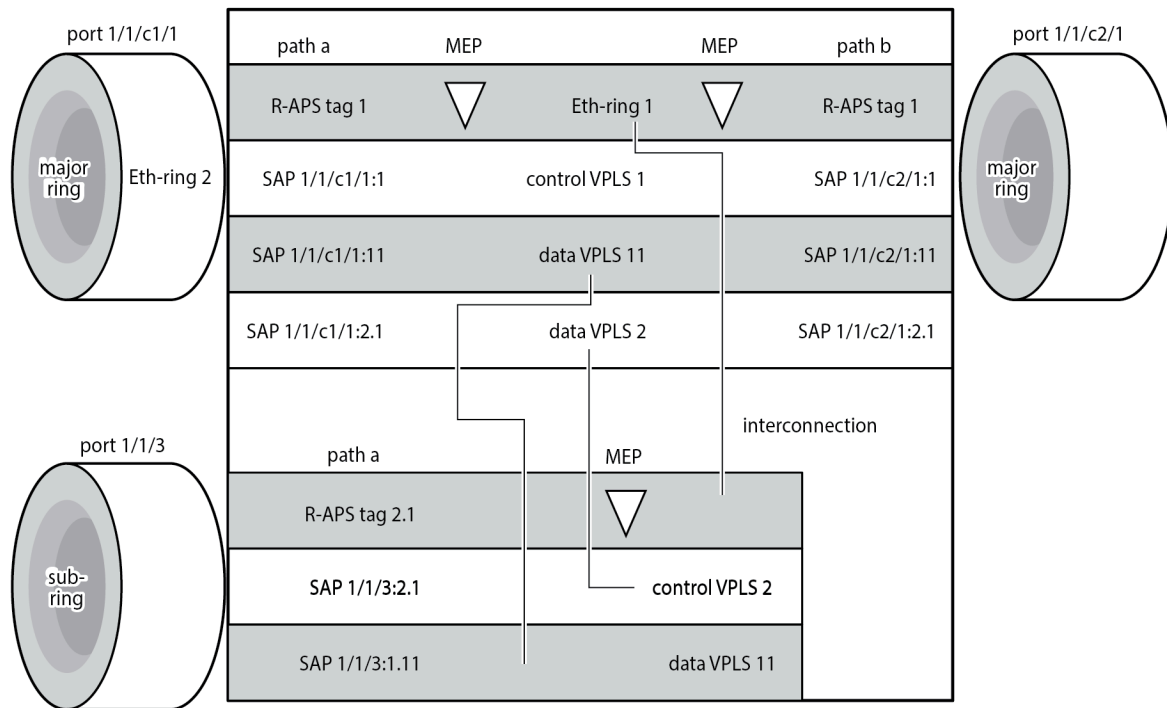 port 1/1/c1/1
path a
MEP
MEP
path b
port 1/1/c2/1
R-APS tag 1
Eth-ring 1
R-APS tag 1
major
ring
Eth-ring 2
SAP 1/1/c1/1:1
control VPLS 1
SAP 1/1/c2/1:1
major
ring
SAP 1/1/c1/1:11
data VPLS 11
SAP 1/1/c2/1:11
SAP 1/1/c1/1:2.1
data VPLS 2
SAP 1/1/c2/1:2.1
interconnection
port 1/1/3
path a
MEP
R-APS tag 2.1
sub-
ring
SAP 1/1/3:2.1
control VPLS 2
SAP 1/1/3:1.11
data VPLS 11